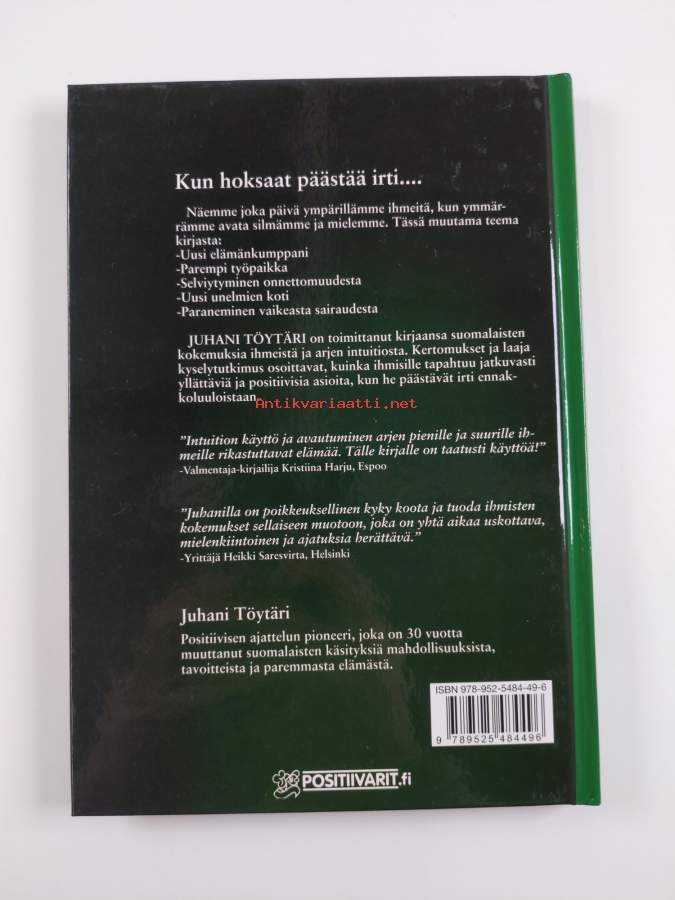 Kun hoksaat päästää irti....
Näemme joka päivä ympärillämme ihmeitä, kun ymmär-
rämme avata silmämme ja mielemme. Tässä muutama teema
kirjasta:
-Uusi elämänkumppani
-Parempi työpaikka
-Selviytyminen onnettomuudesta
-Uusi unelmien koti
-Paraneminen vaikeasta sairaudesta
JUHANI TÖYTÄRI on toimittanut kirjaansa suomalaisten
kokemuksia ihmeistä ja arjen intuitiosta. Kertomukset ja laaja
kyselytutkimus osoittavat, kuinka ihmisille tapahtuu jatkuvasti
yllättäviä ja positiivisia asioita, kun he päästävät irti ennak-
koluuloistaan.
Antikvariaatti.net
"Intuition käyttö ja avautuminen arjen pienille ja suurille ih-
meille rikastuttavat elämää. Tälle kirjalle on taatusti käyttöä!"
-Valmentaja-kirjailija Kristiina Harju, Espoo
"Juhanilla on poikkeuksellinen kyky koota ja tuoda ihmisten
kokemukset sellaiseen muotoon, joka on yhtä aikaa uskottava,
mielenkiintoinen ja ajatuksia herättävä."
-Yrittäjä Heikki Saresvirta, Helsinki
Juhani Töytäri
Positiivisen ajattelun pioneeri, joka on 30 vuotta
muuttanut suomalaisten käsityksiä mahdollisuuksista,
tavoitteista ja paremmasta elämästä.
ISBN 978-952-5484-49-6
9 789525 484496
POSITIIVARIT.fi